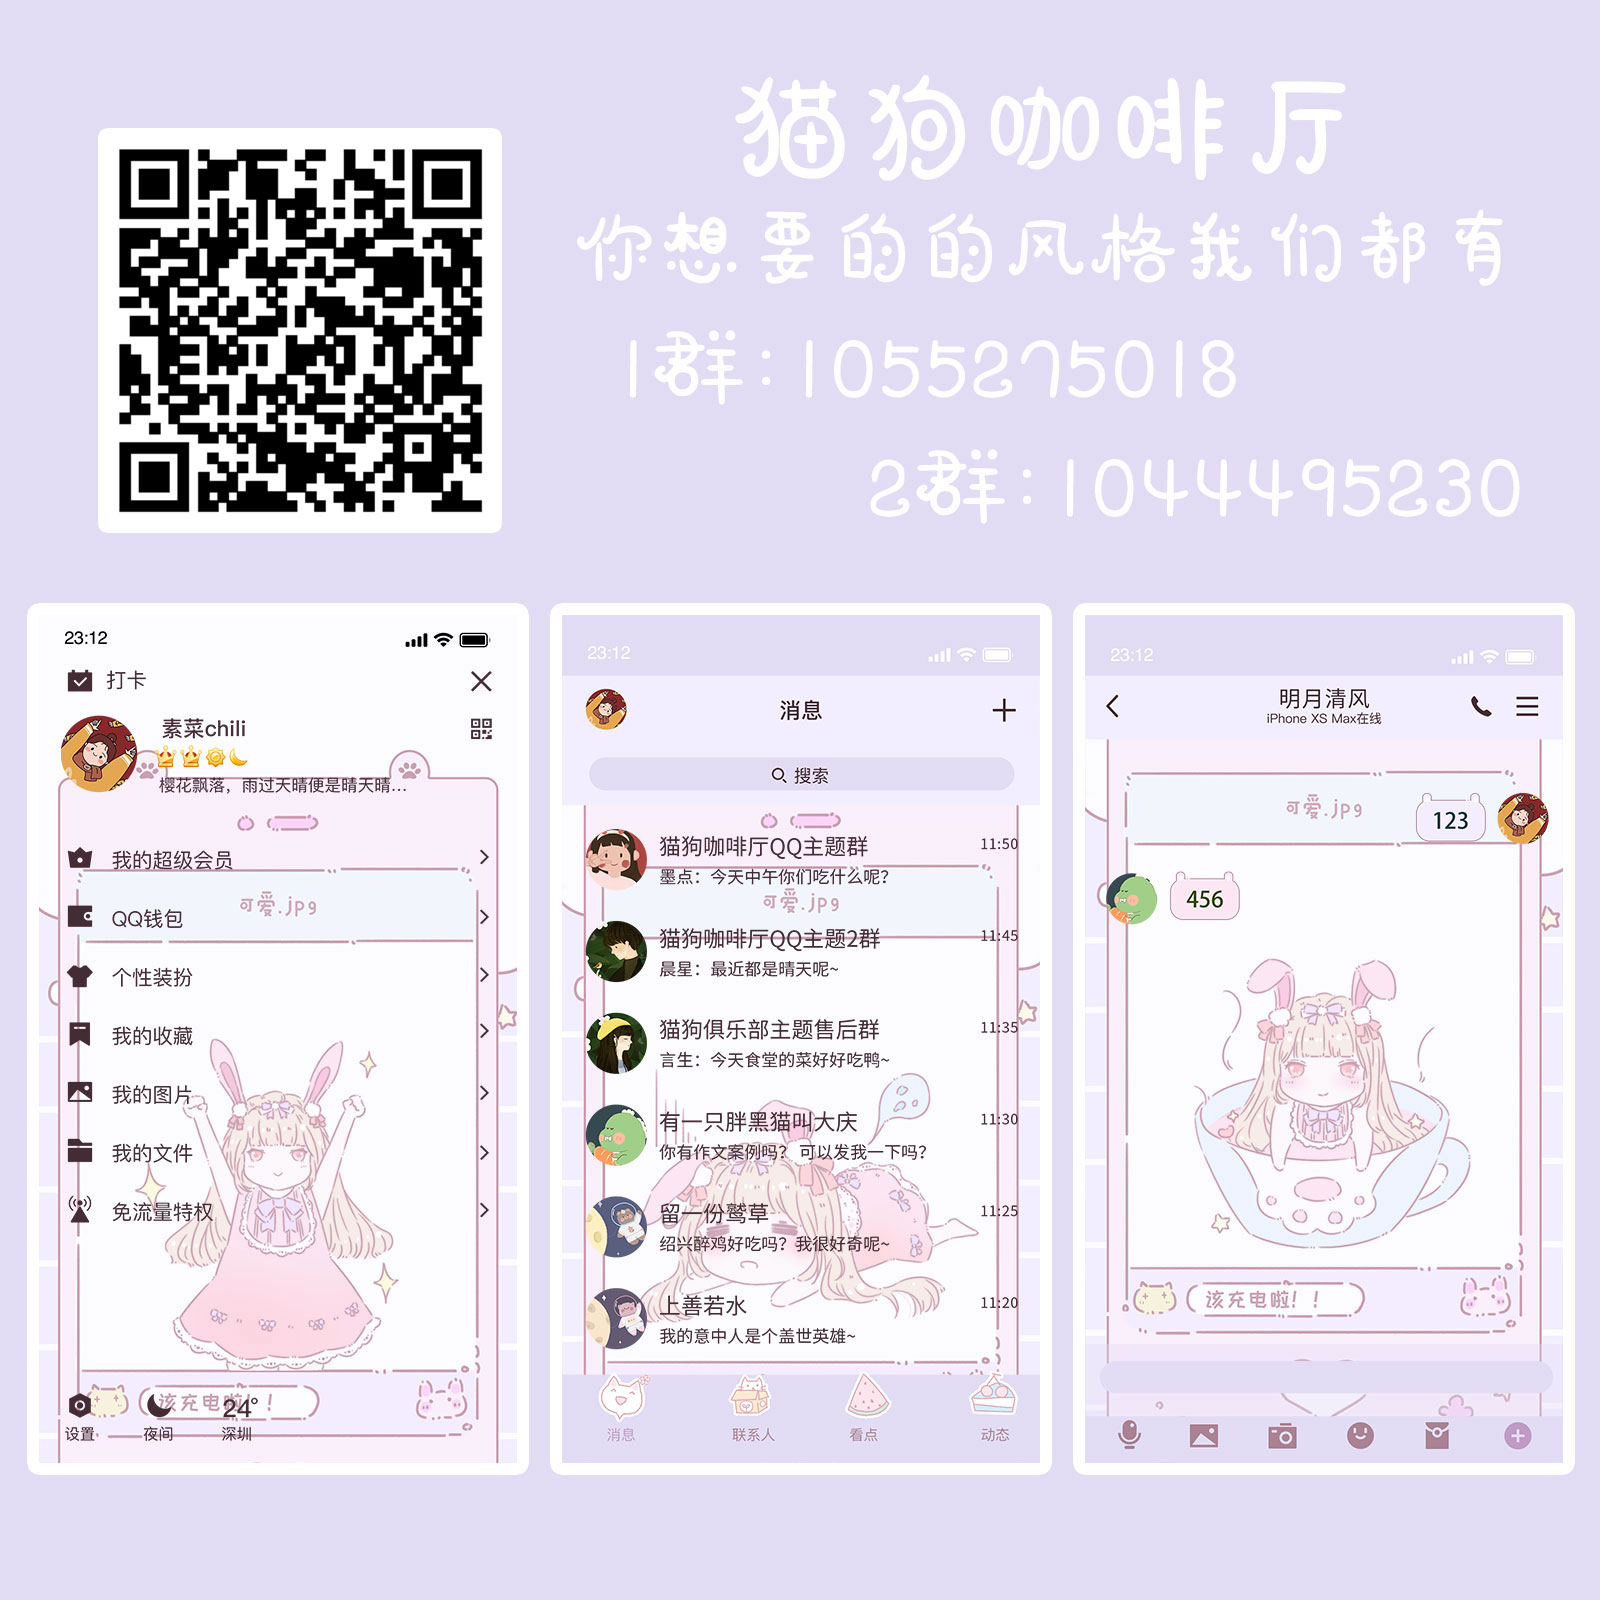 猫狗咖啡厅
你想要的的风格我们都有
1群:1055275018
2群:1044495230
23:12
打卡
素菜chili
樱花飘落，雨过天晴便是晴天晴...
我的超级会员
可爱.jpg
QQ钱包
个性装扮
我的收藏
我的图片
我的文件
免流量特权
该充电啦！！
24°
设置
夜间
深圳
23:12
消息
搜索
猫狗咖啡厅QQ主题群
11:50
墨点：今天中午你们吃什么呢？
可爱.jpg
猫狗咖啡厅QQ主题2群
11:45
晨星：最近都是晴天呢~
猫狗俱乐部主题售后群
11:35
言生：今天食堂的菜好好吃鸭~
有一只胖黑猫叫大庆
11:30
你有作文案例吗？ 可以发我一下吗？
留一份鹫草
11:25
绍兴醉鸡好吃吗？我很好奇呢~
上善若水
11:20
我的意中人是个盖世英雄~
消息
联系人
看点
动态
23:12
明月清风
iPhone XS Max在线
可爱.jpg
123
456
该充电啦！！